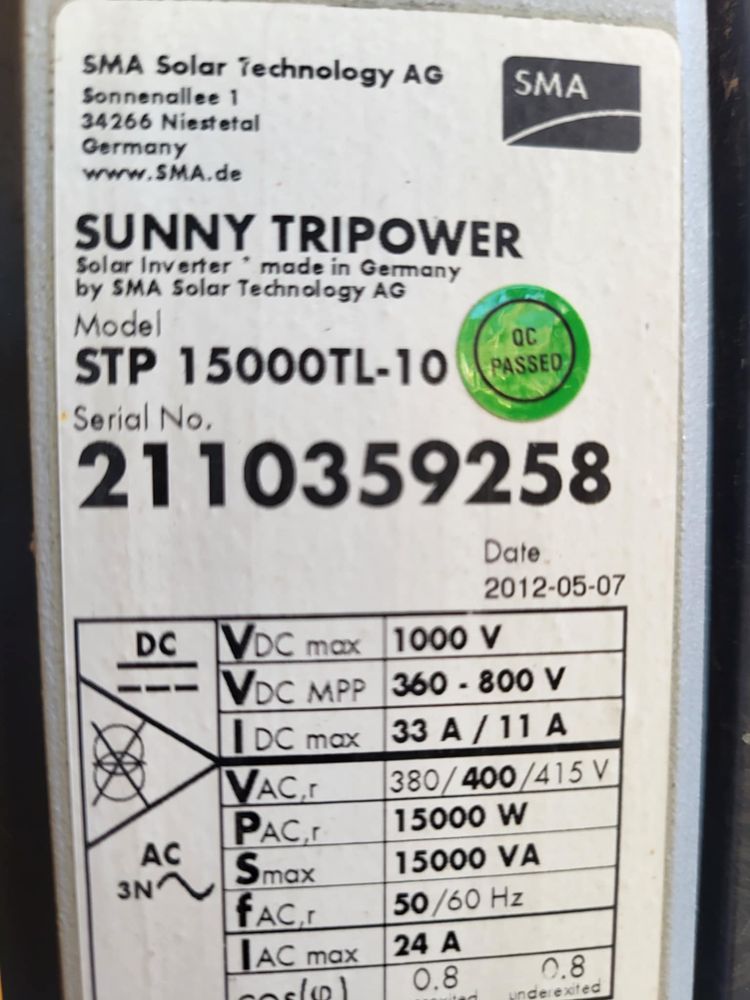 SMA Solar Technology AG
Sonnenallee 1
34266 Niestetal
Germany
www.SMA.de
SMA
SUNNY TRIPOWER
Solar Inverter * made in Germany
by SMA Solar Technology AG
Model
STP 15000TL-10
QC
PASSED
Serial No.
2110359258
Date
2012-05-07
DC
VDC max 1000 V
VDC MPP 360 - 800 V
IDC max 33 A / 11 A
VAC,r 380/400/415 V
PAC,r 15000 W
AC
3N
Smax 15000 VA
fAC,r 50/60 Hz
IAC max 24 A
cos(φ) 0.8 0.8
underexited